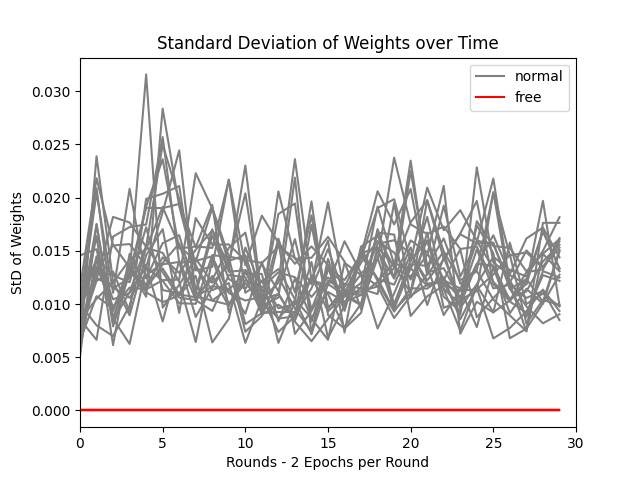 Standard Deviation of Weights over Time
normal
free
StD of Weights
0.030
0.025
0.020
0.015
0.010
0.005
0.000
0 5 10 15 20 25 30
Rounds - 2 Epochs per Round